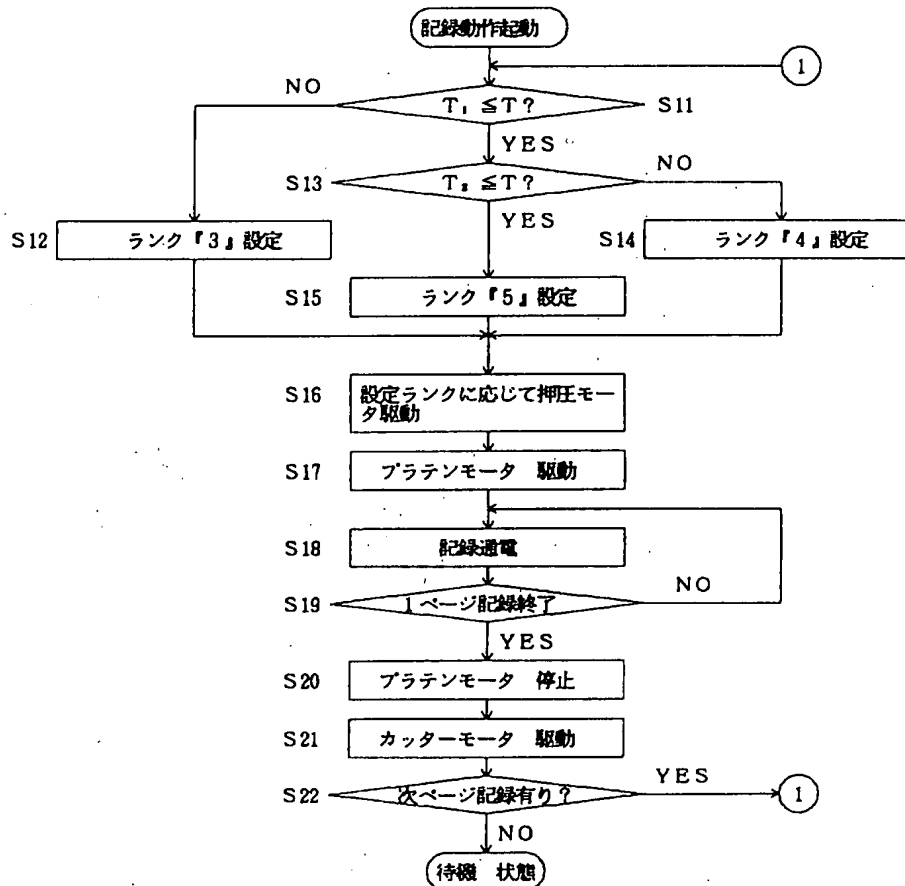 記録動作起動
1
NO
T₁ ≦T? S11
YES
S13 T₂ ≦T? NO
YES
S12 ランク『3』設定
S14 ランク『4』設定
S15 ランク『5』設定
S16 設定ランクに応じて押圧モー
タ駆動
S17 プラテンモータ 駆動
S18 記録通電
S19 1ページ記録終了 NO
YES
S20 プラテンモータ 停止
S21 カッターモータ 駆動
S22 次ページ記録有り? YES 1
NO
待機 状態